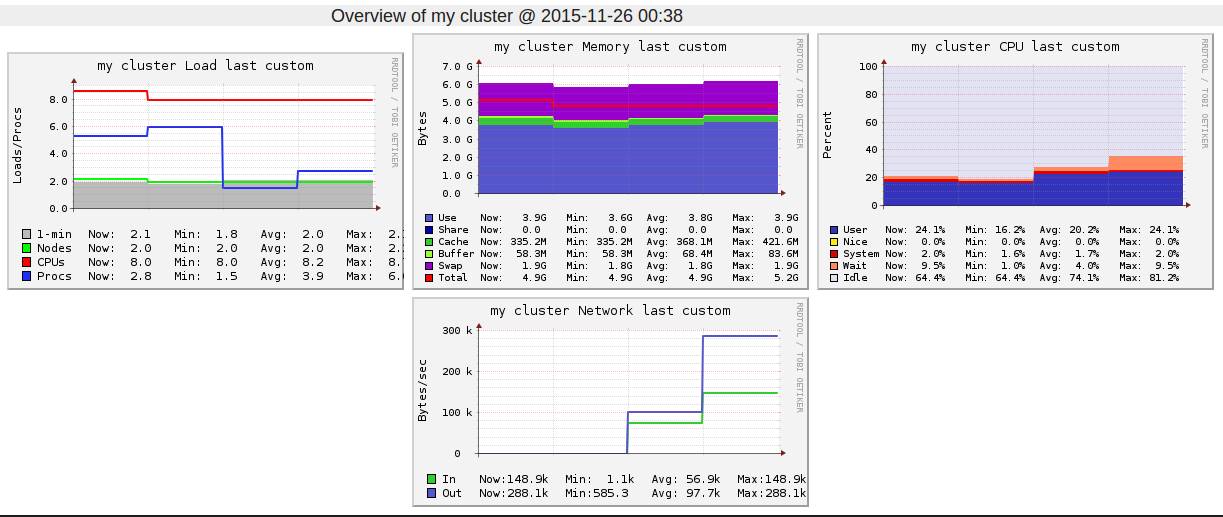 Overview of my cluster @ 2015-11-26 00:38
my cluster Load last custom
RRDTOOL / TOBI OETIKER
Loads/Procs
8.0
6.0
4.0
2.0
0.0
1-min Now: 2.1 Min: 1.8 Avg: 2.0 Max: 2.
Nodes Now: 2.0 Min: 2.0 Avg: 2.0 Max: 2.
CPUs Now: 8.0 Min: 8.0 Avg: 8.2 Max: 8.
Procs Now: 2.8 Min: 1.5 Avg: 3.9 Max: 6.
my cluster Memory last custom
RRDTOOL / TOBI OETIKER
Bytes
7.0 G
6.0 G
5.0 G
4.0 G
3.0 G
2.0 G
1.0 G
0.0
Use Now: 3.9G Min: 3.6G Avg: 3.8G Max: 3.9G
Share Now: 0.0 Min: 0.0 Avg: 0.0 Max: 0.0
Cache Now: 335.2M Min: 335.2M Avg: 368.1M Max: 421.6M
Buffer Now: 58.3M Min: 58.3M Avg: 68.4M Max: 83.6M
Swap Now: 1.9G Min: 1.8G Avg: 1.8G Max: 1.9G
Total Now: 4.9G Min: 4.9G Avg: 4.9G Max: 5.2G
my cluster CPU last custom
RRDTOOL / TOBI OETIKER
Percent
100
80
60
40
20
0
User Now: 24.1% Min: 16.2% Avg: 20.2% Max: 24.1%
Nice Now: 0.0% Min: 0.0% Avg: 0.0% Max: 0.0%
System Now: 2.0% Min: 1.6% Avg: 1.7% Max: 2.0%
Wait Now: 9.5% Min: 1.0% Avg: 4.0% Max: 9.5%
Idle Now: 64.4% Min: 64.4% Avg: 74.1% Max: 81.2%
my cluster Network last custom
RRDTOOL / TOBI OETIKER
Bytes/sec
300 k
200 k
100 k
0
In Now:148.9k Min: 1.1k Avg: 56.9k Max:148.9k
Out Now:288.1k Min:585.3 Avg: 97.7k Max:288.1k